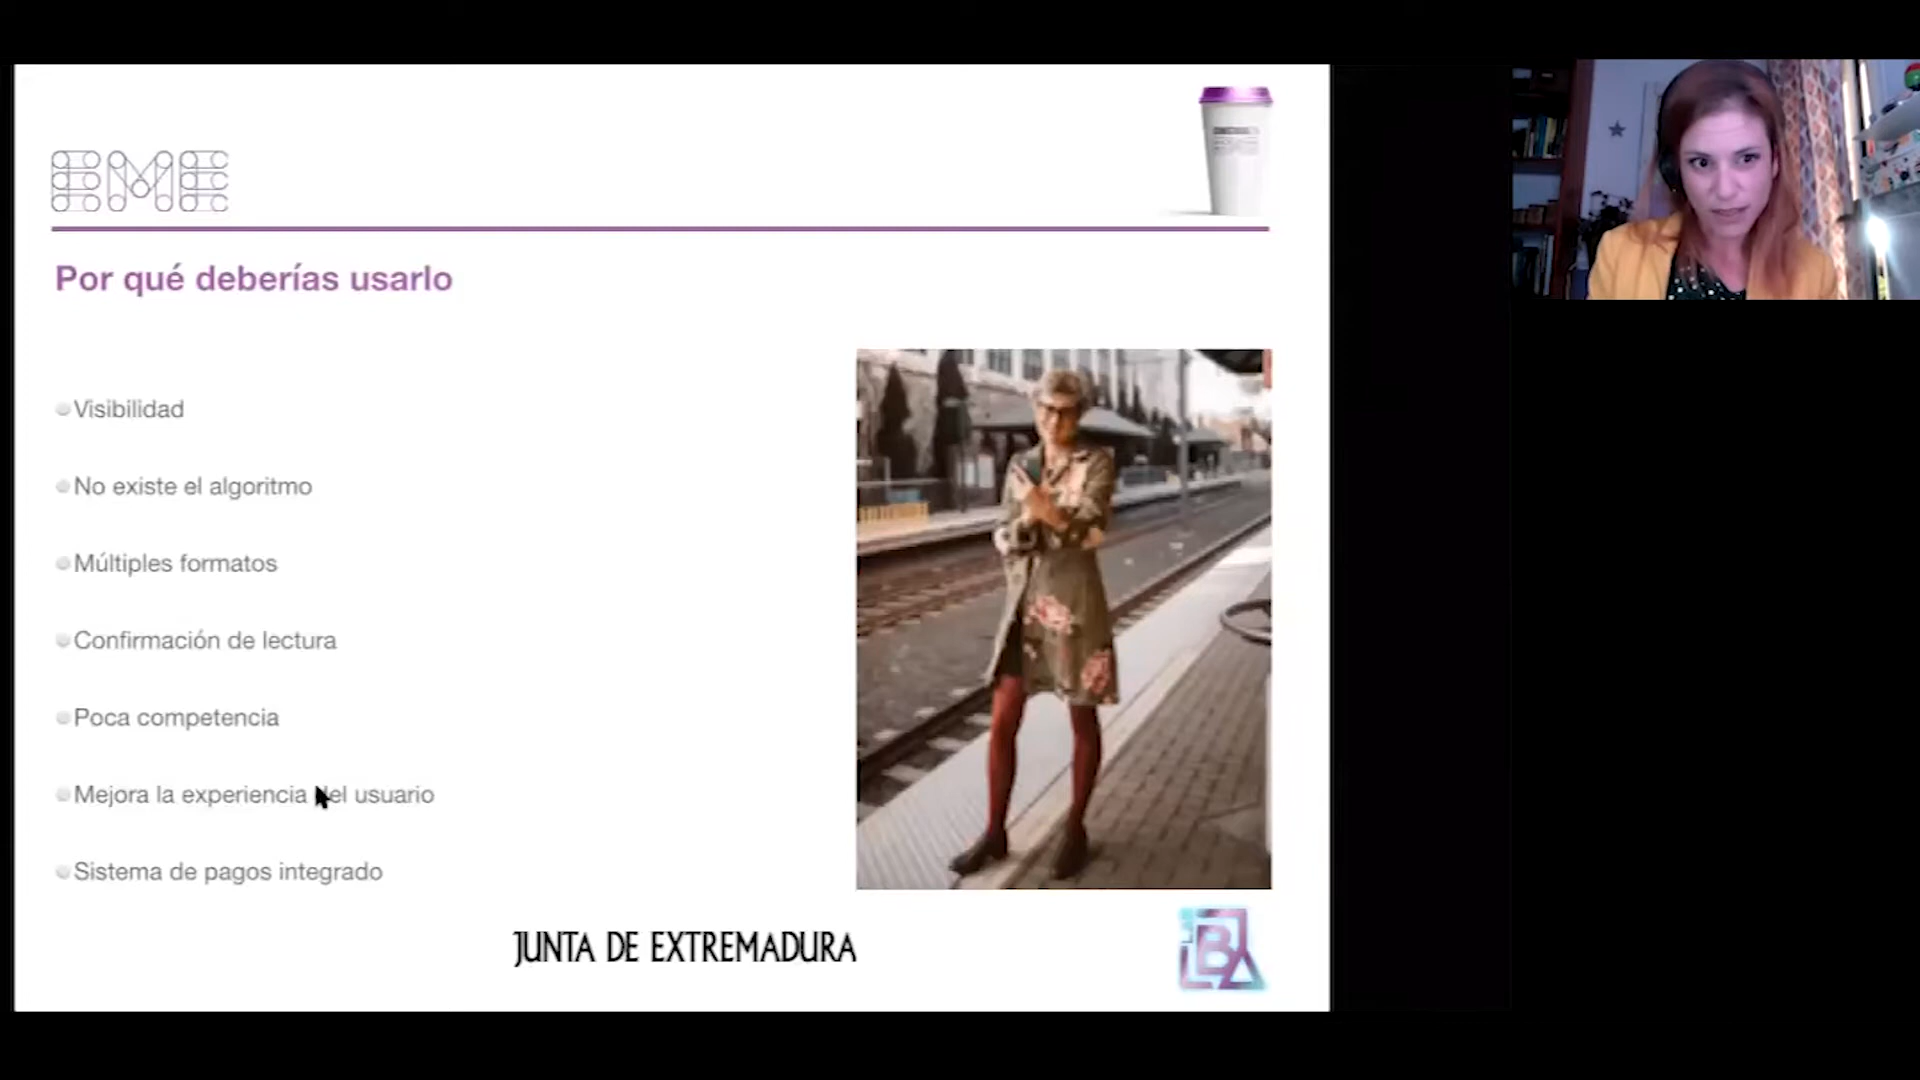 EME
Por qué deberías usarlo
Visibilidad
No existe el algoritmo
Múltiples formatos
Confirmación de lectura
Poca competencia
Mejora la experiencia del usuario
Sistema de pagos integrado
JUNTA DE EXTREMADURA